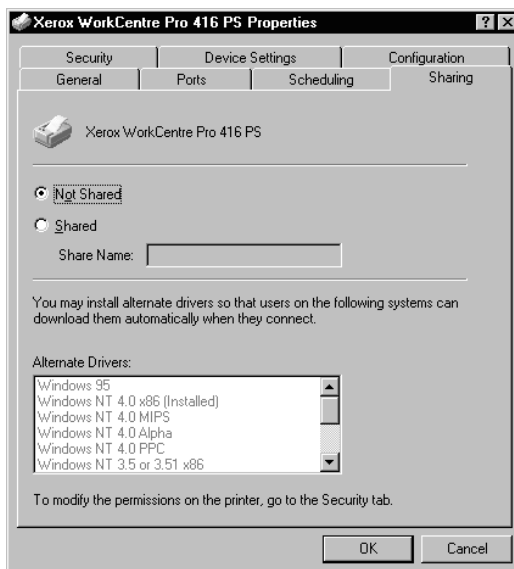 Xerox WorkCentre Pro 416 PS Properties
Security Device Settings Configuration
General Ports Scheduling Sharing
Xerox WorkCentre Pro 416 PS
Not Shared
Shared
Share Name:
You may install alternate drivers so that users on the following systems can
download them automatically when they connect.
Alternate Drivers:
Windows 95
Windows NT 4.0 x86 (Installed)
Windows NT 4.0 MIPS
Windows NT 4.0 Alpha
Windows NT 4.0 PPC
Windows NT 3.5 or 3.51 x86
To modify the permissions on the printer, go to the Security tab.
OK Cancel